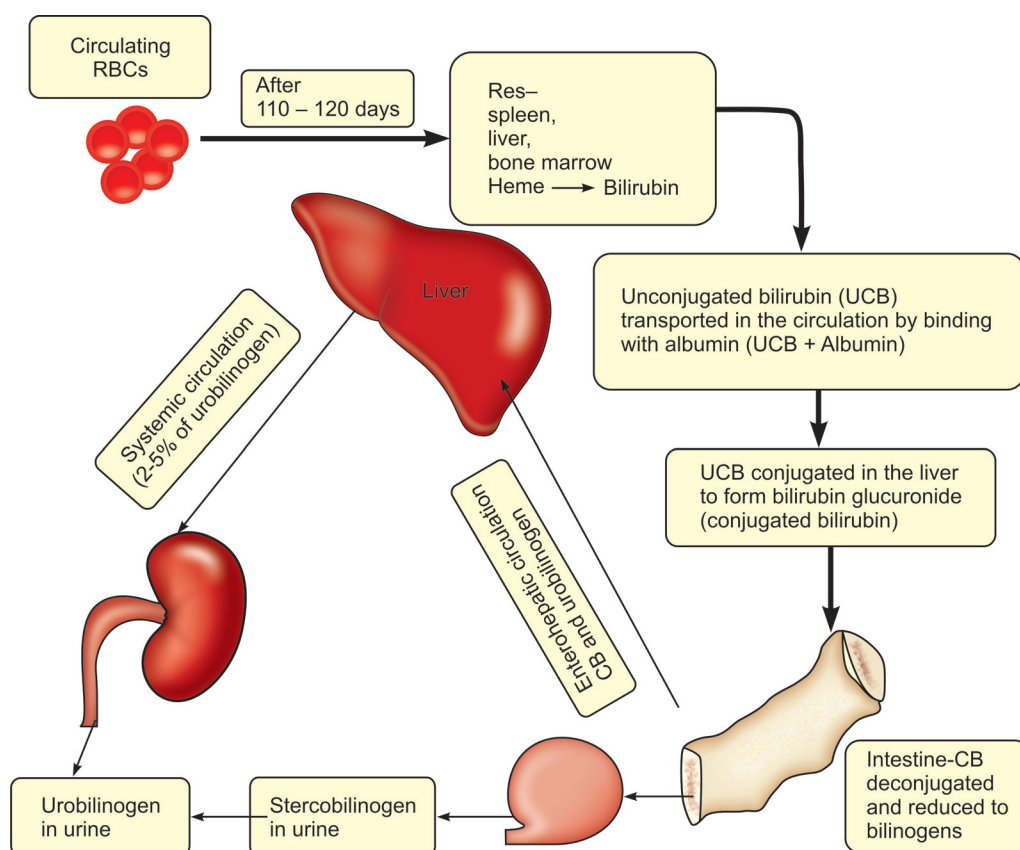 Circulating
RBCs
After
110 – 120 days
Res–
spleen,
liver,
bone marrow
Heme → Bilirubin
Liver
Unconjugated bilirubin (UCB)
transported in the circulation by binding
with albumin (UCB + Albumin)
UCB conjugated in the liver
to form bilirubin glucuronide
(conjugated bilirubin)
Systemic circulation
(2-5% of urobilinogen)
Enterohepatic circulation
CB and urobilinogen
Intestine-CB
deconjugated
and reduced to
bilinogens
Stercobilinogen
in urine
Urobilinogen
in urine